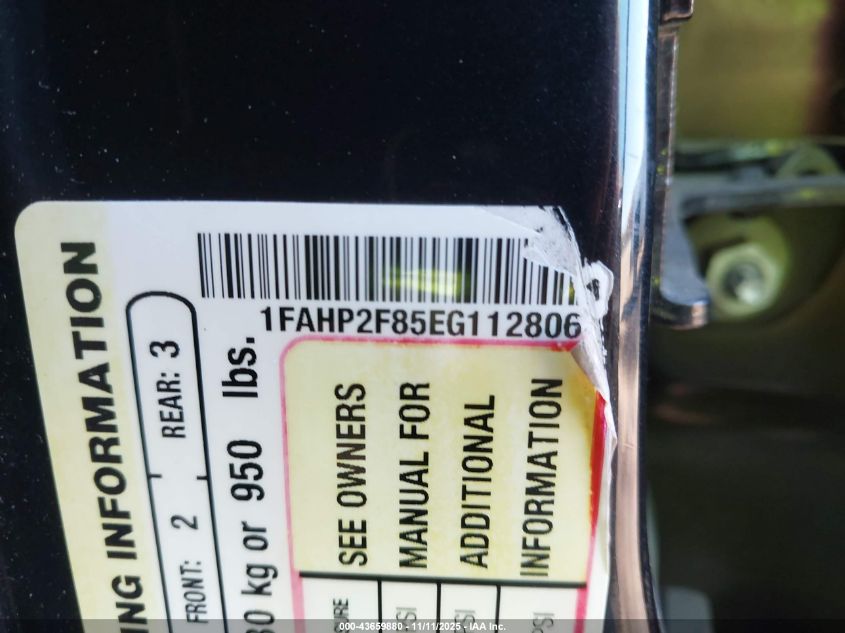 1FAHP2F85EG112806
ING INFORMATION
FRONT: 2 REAR: 3
kg or 950 lbs.
SEE OWNERS
MANUAL FOR
ADDITIONAL
INFORMATION
PSI
000-43659880 - 11/11/2025 - IAA Inc.